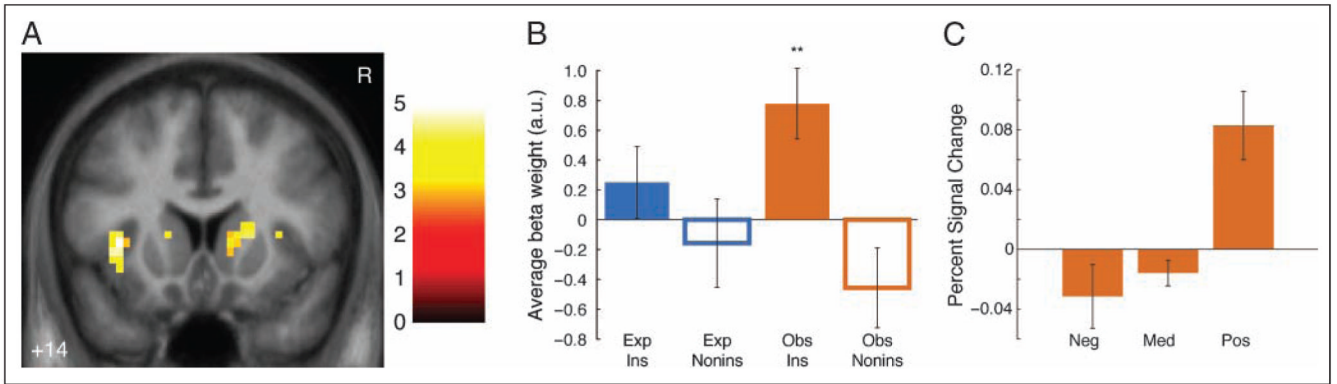 A
R
+14
5
4
3
2
1
0
B
**
Average beta weight (a.u.)
1.0
0.8
0.6
0.4
0.2
0
−0.2
−0.4
−0.6
−0.8
Exp Exp Obs Obs
Ins Nonins Ins Nonins
C
Percent Signal Change
0.12
0.08
0.04
0
−0.04
Neg Med Pos